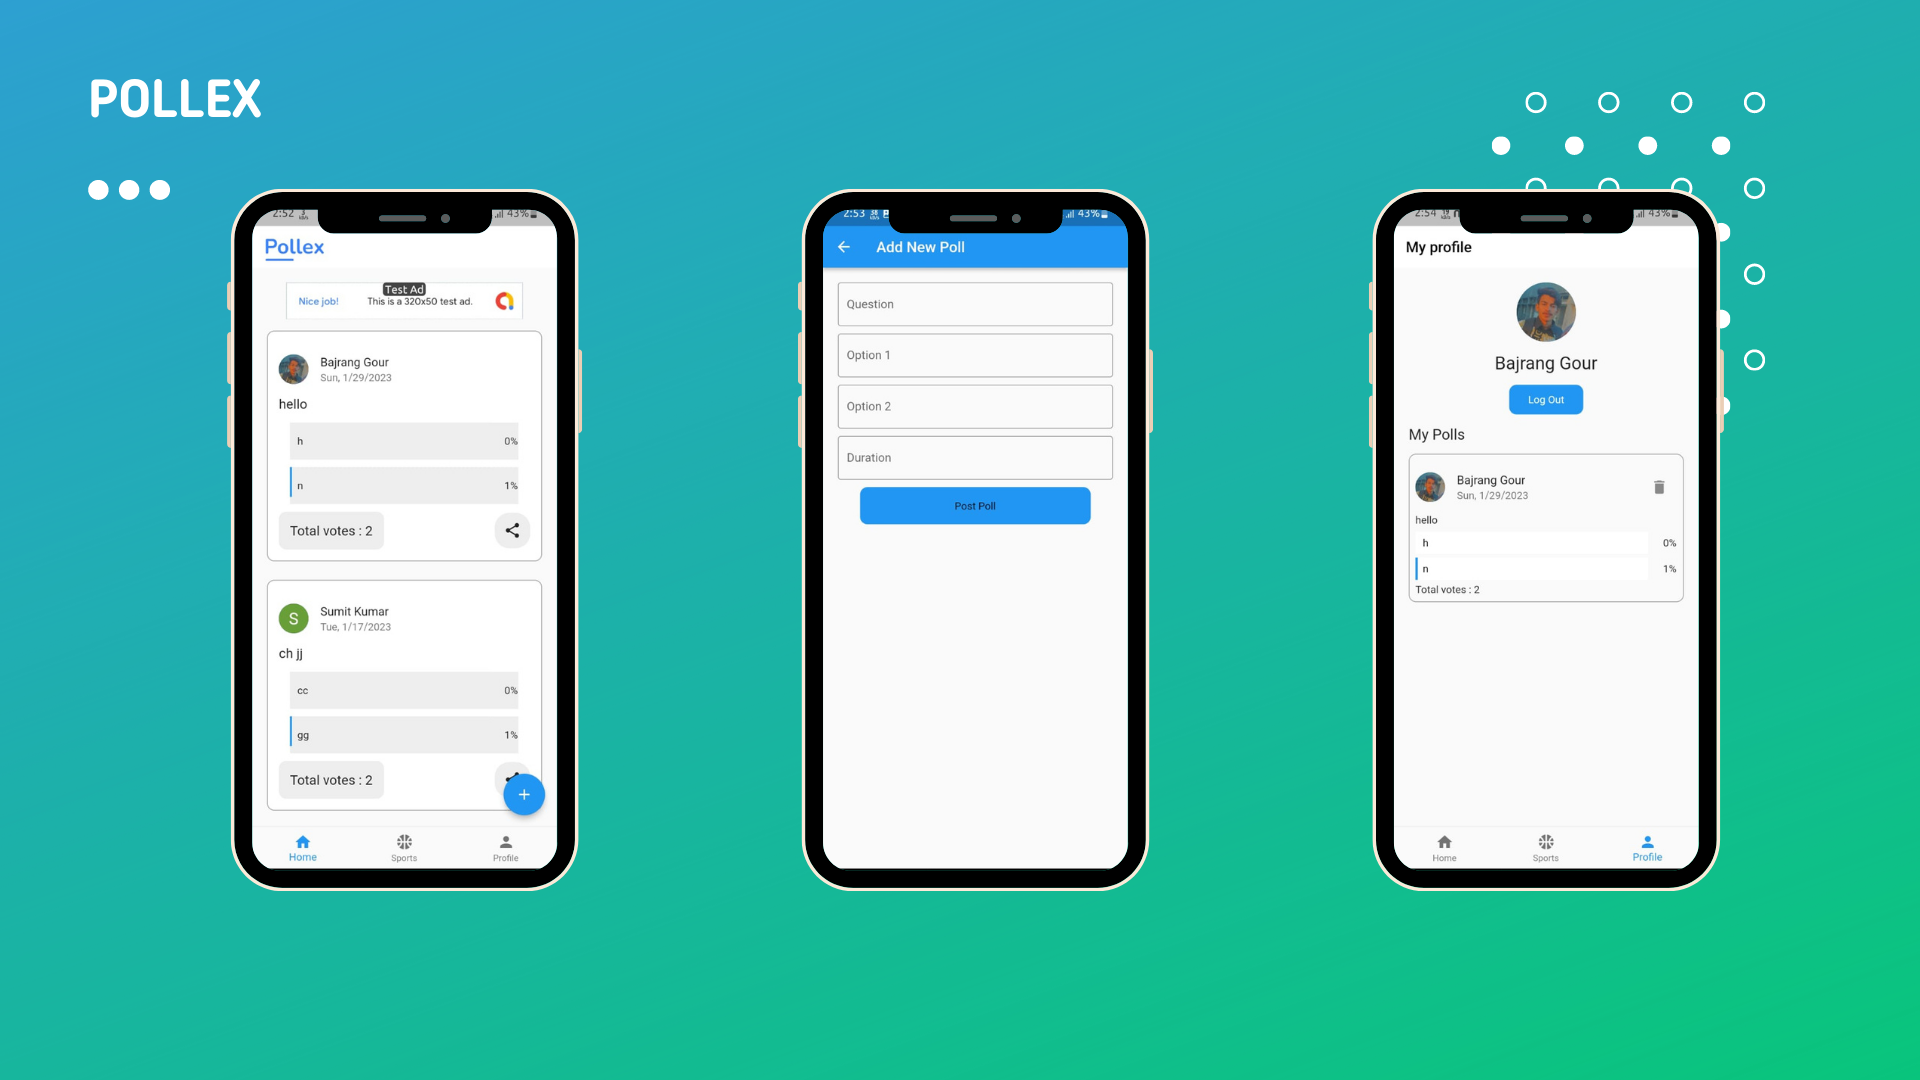 POLLEX
2:52
43%
Pollex
Test Ad
Nice job!
This is a 320x50 test ad.
Bajrang Gour
Sun, 1/29/2023
hello
h 0%
n 1%
Total votes : 2
S
Sumit Kumar
Tue, 1/17/2023
ch jj
cc 0%
gg 1%
Total votes : 2
+
Home Sports Profile
2:53
43%
Add New Poll
Question
Option 1
Option 2
Duration
Post Poll
2:54
43%
My profile
Bajrang Gour
Log Out
My Polls
Bajrang Gour
Sun, 1/29/2023
hello
h 0%
n 1%
Total votes : 2
Home Sports Profile